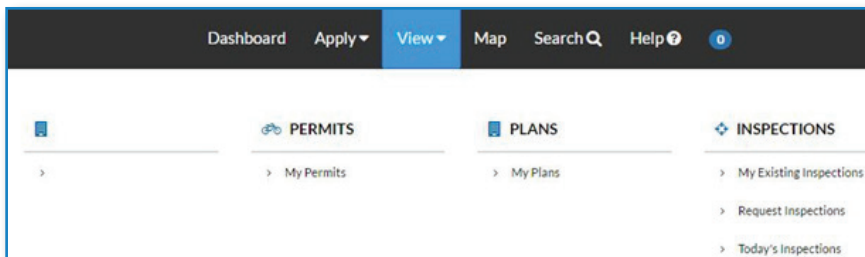 Dashboard Apply View Map Search Help 0
PERMITS PLANS INSPECTIONS
My Permits My Plans My Existing Inspections
Request Inspections
Today's Inspections